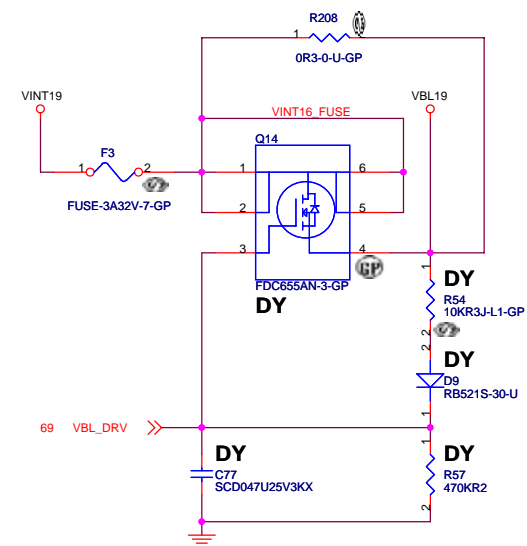 R208
1
2
0R3-0-U-GP
VINT19
VBL19
VINT16_FUSE
Q14
F3
1
2
1
6
FUSE-3A32V-7-GP
2
5
3
4
GP
FDC655AN-3-GP
DY
1
DY
R54
10KR3J-L1-GP
2
2
DY
D9
RB521S-30-U
1
69 VBL_DRV
1
DY
C77
SCD047U25V3KX
DY
R57
470KR2
2